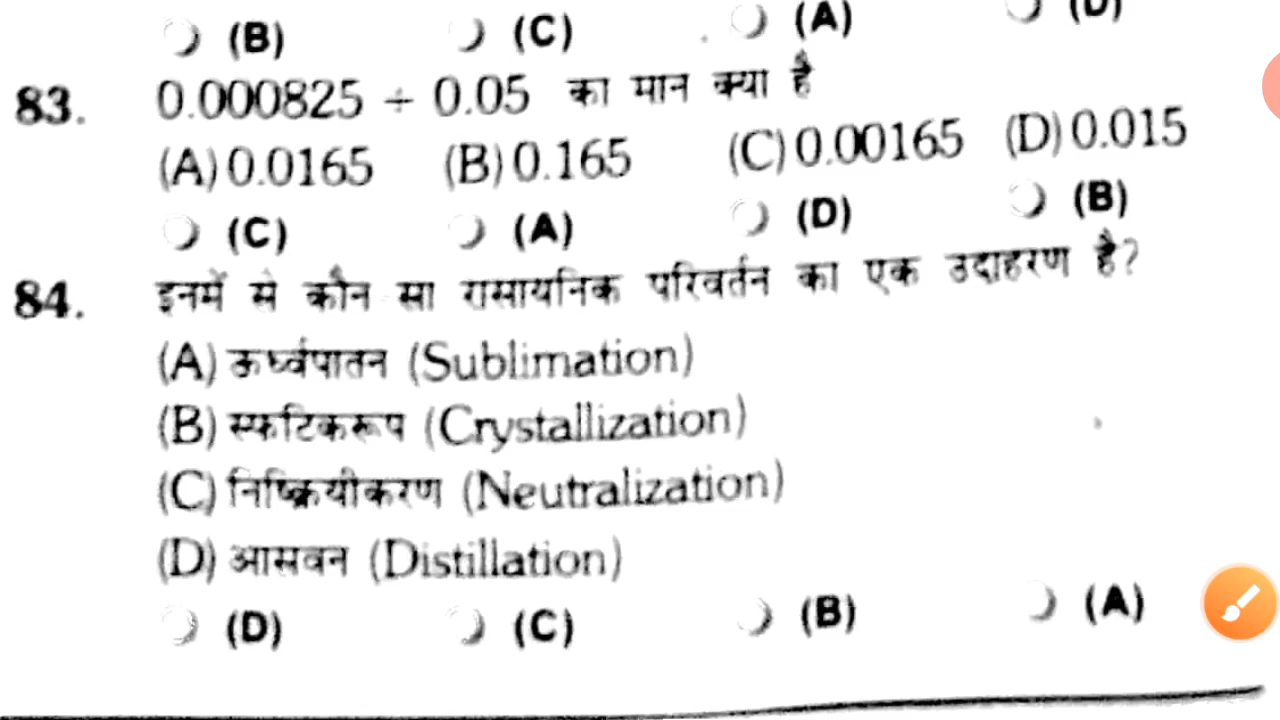 (B) (C) (A) (D)
83. 0.000825 ÷ 0.05 का मान क्या है
(A) 0.0165 (B) 0.165 (C) 0.00165 (D) 0.015
(C) (A) (D) (B)
84. इनमें से कौन सा रासायनिक परिवर्तन का एक उदाहरण है?
(A) ऊर्ध्वपातन (Sublimation)
(B) स्फटिकरूप (Crystallization)
(C) निष्क्रियीकरण (Neutralization)
(D) आसवन (Distillation)
(D) (C) (B) (A)